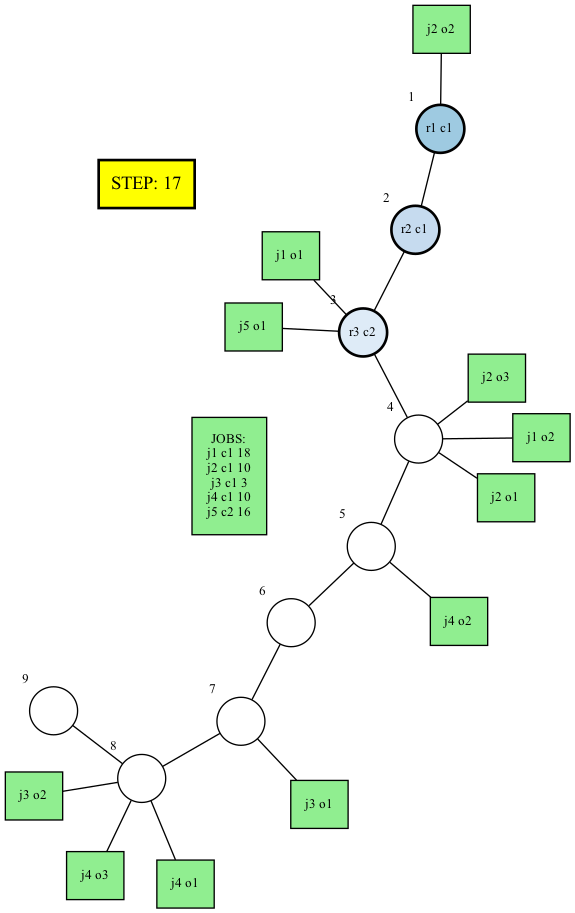 j2 o2
1
r1 c1
STEP: 17
2
r2 c1
j1 o1
3
j5 o1
r3 c2
j2 o3
4
j1 o2
JOBS:
j1 c1 18
j2 c1 10
j3 c1 3
j4 c1 10
j5 c2 16
j2 o1
5
6
j4 o2
9
7
8
j3 o2
j3 o1
j4 o3
j4 o1